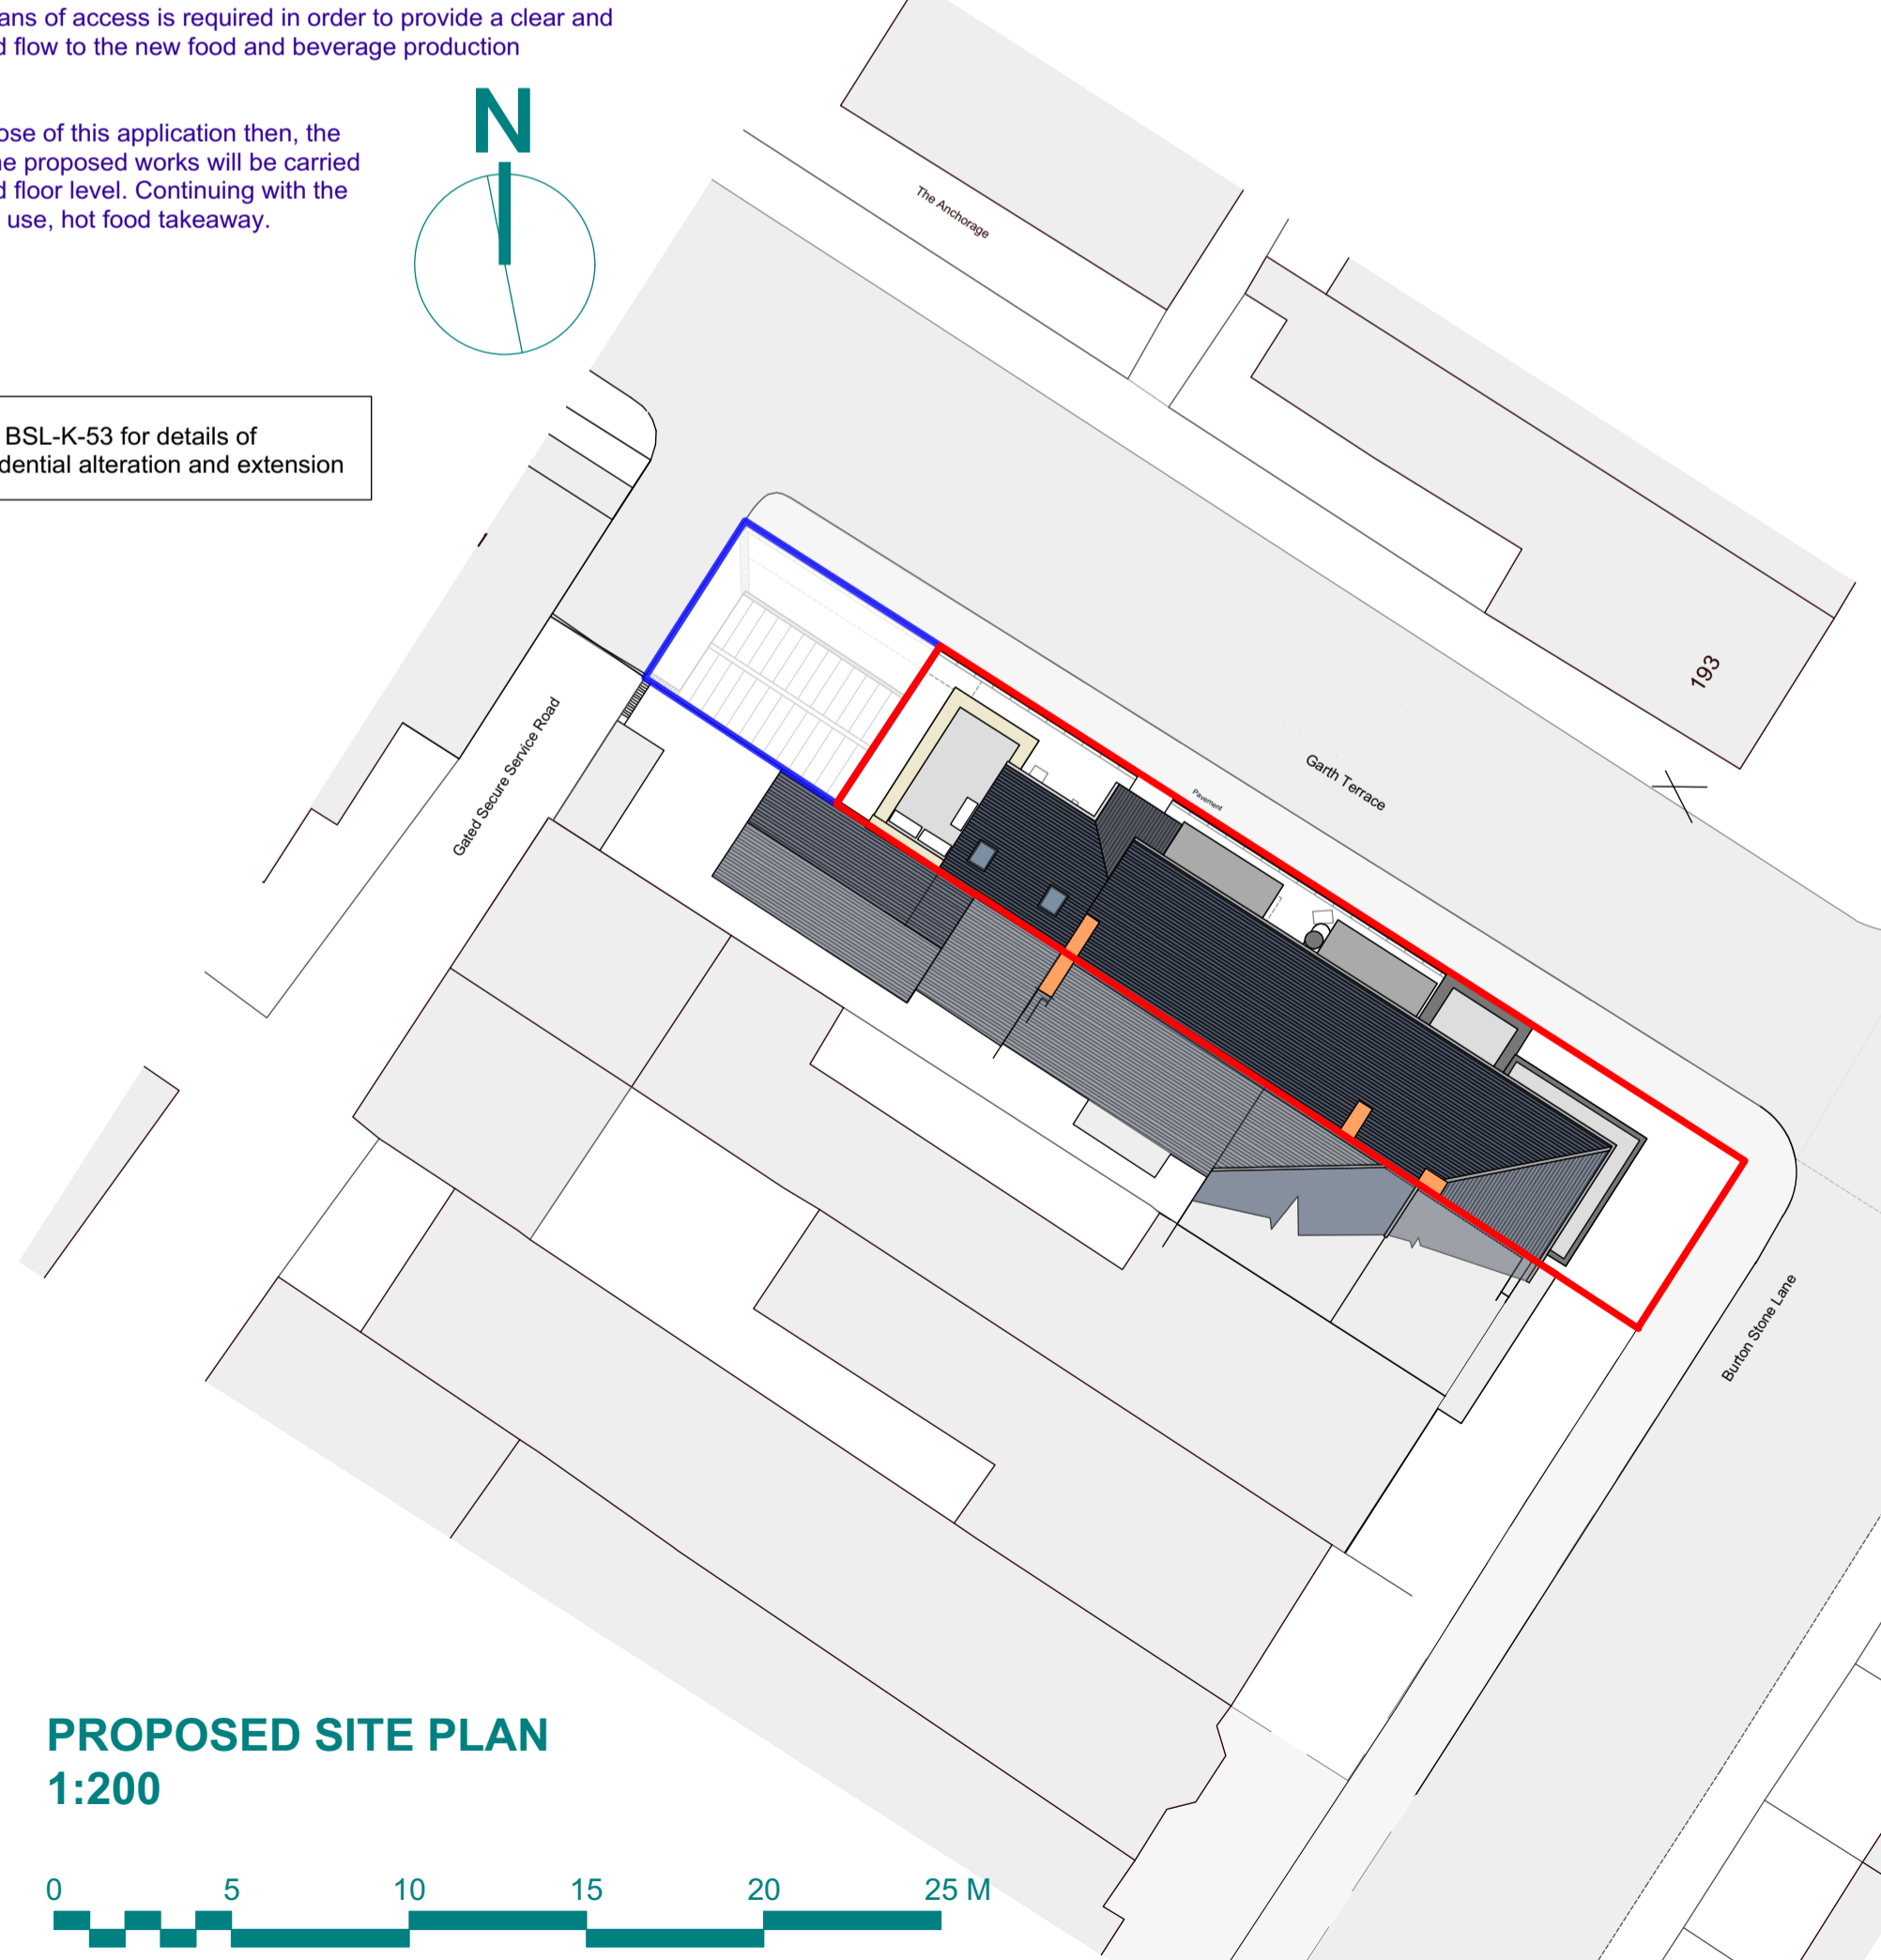 ans of access is required in order to provide a clear and
d flow to the new food and beverage production
ose of this application then, the
ne proposed works will be carried
d floor level. Continuing with the
use, hot food takeaway.
N
The Anchorage
BSL-K-53 for details of
dential alteration and extension
193
Gated Secure Service Road
Pavement
Garth Terrace
Burton Stone Lane
PROPOSED SITE PLAN
1:200
0 5 10 15 20 25 M